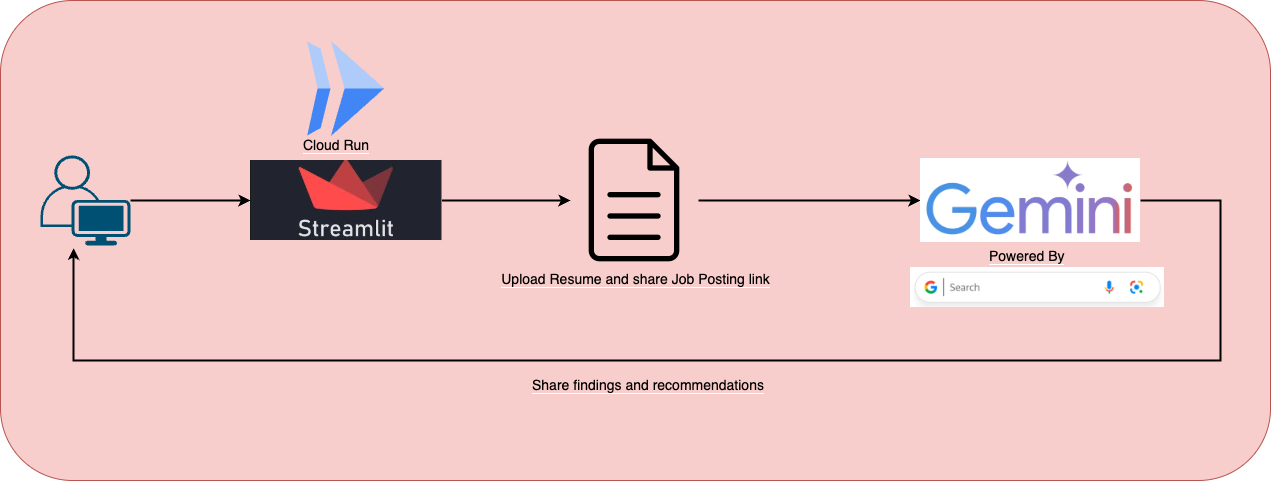 Cloud Run
Streamlit
Upload Resume and share Job Posting link
Gemini
Powered By
G Search
Share findings and recommendations